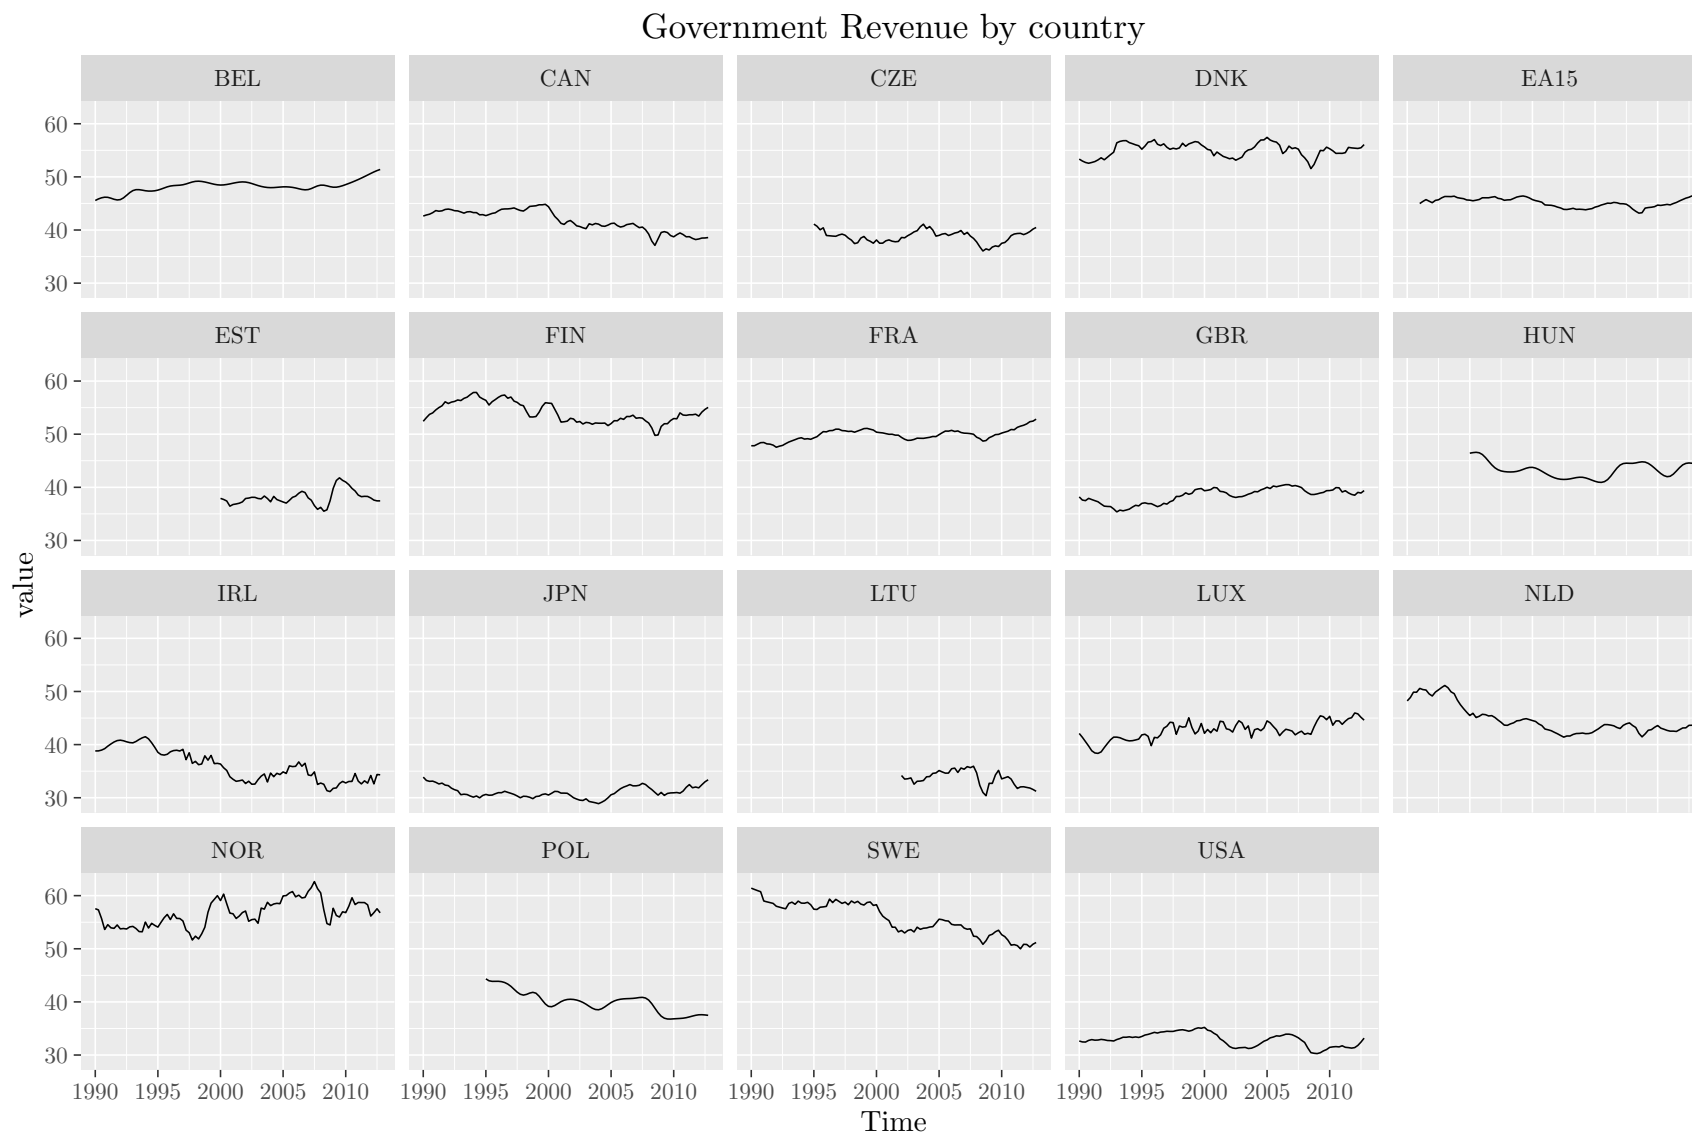 Government Revenue by country
BEL CAN CZE DNK EA15
60
50
40
30
EST FIN FRA GBR HUN
60
50
40
30
value
IRL JPN LTU LUX NLD
60
50
40
30
NOR POL SWE USA
60
50
40
30
1990 1995 2000 2005 2010 1990 1995 2000 2005 2010 1990 1995 2000 2005 2010 1990 1995 2000 2005 2010
Time